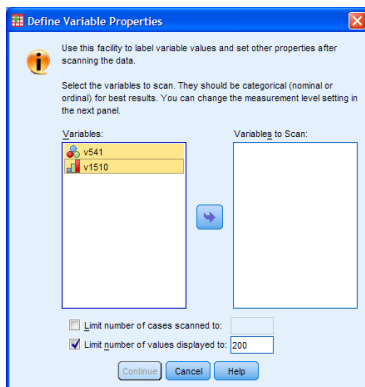 Define Variable Properties
Use this facility to label variable values and set other properties after
scanning the data.
Select the variables to scan. They should be categorical (nominal or
ordinal) for best results. You can change the measurement level setting in
the next panel.
Variables:
Variables to Scan:
v541
v1510
Limit number of cases scanned to:
Limit number of values displayed to: 200
Continue Cancel Help